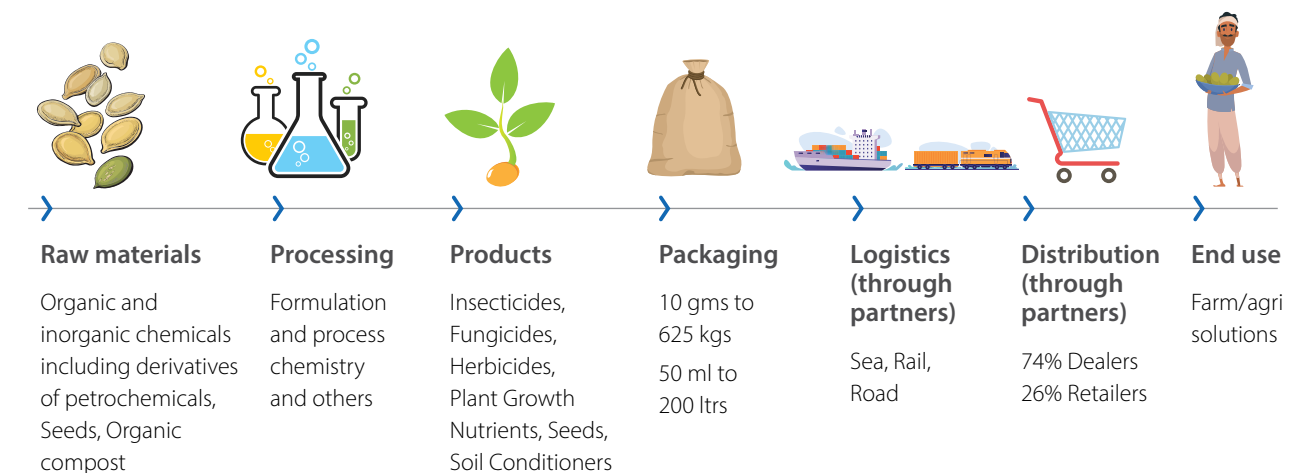 Raw materials
Organic and
inorganic chemicals
including derivatives
of petrochemicals,
Seeds, Organic
compost
Processing
Formulation
and process
chemistry
and others
Products
Insecticides,
Fungicides,
Herbicides,
Plant Growth
Nutrients, Seeds,
Soil Conditioners
Packaging
10 gms to
625 kgs
50 ml to
200 ltrs
Logistics
(through
partners)
Sea, Rail,
Road
Distribution
(through
partners)
74% Dealers
26% Retailers
End use
Farm/agri
solutions